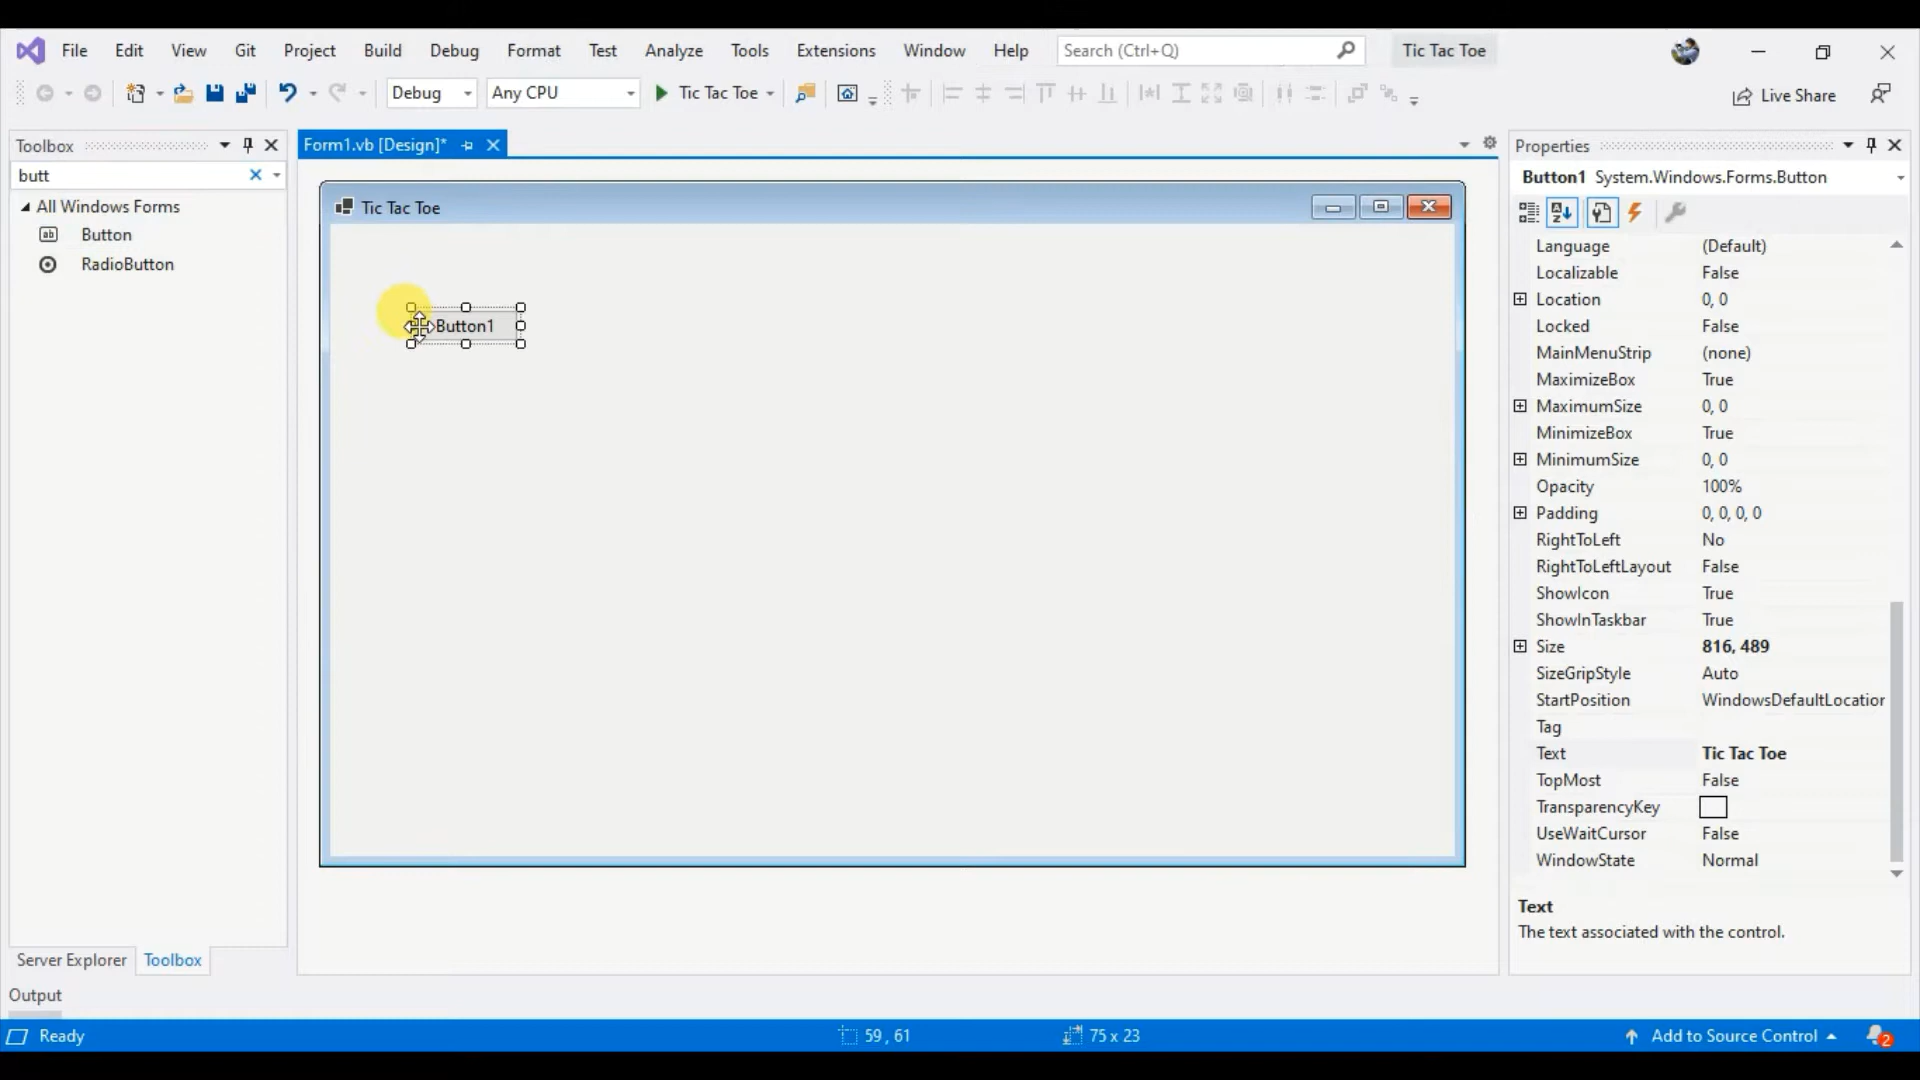 File Edit View Git Project Build Debug Format Test Analyze Tools Extensions Window Help Search (Ctrl+Q) Tic Tac Toe
Debug Any CPU Tic Tac Toe Live Share
Toolbox
butt
All Windows Forms
ab Button
RadioButton
Server Explorer Toolbox
Form1.vb [Design]*
Tic Tac Toe
Button1
Properties
Button1 System.Windows.Forms.Button
Language (Default)
Localizable False
Location 0, 0
Locked False
MainMenuStrip (none)
MaximizeBox True
MaximumSize 0, 0
MinimizeBox True
MinimumSize 0, 0
Opacity 100%
Padding 0, 0, 0, 0
RightToLeft No
RightToLeftLayout False
ShowIcon True
ShowInTaskbar True
Size 816, 489
SizeGripStyle Auto
StartPosition WindowsDefaultLocation
Tag
Text Tic Tac Toe
TopMost False
TransparencyKey
UseWaitCursor False
WindowState Normal
Text
The text associated with the control.
Output
Ready 59 , 61 75 x 23 Add to Source Control 2